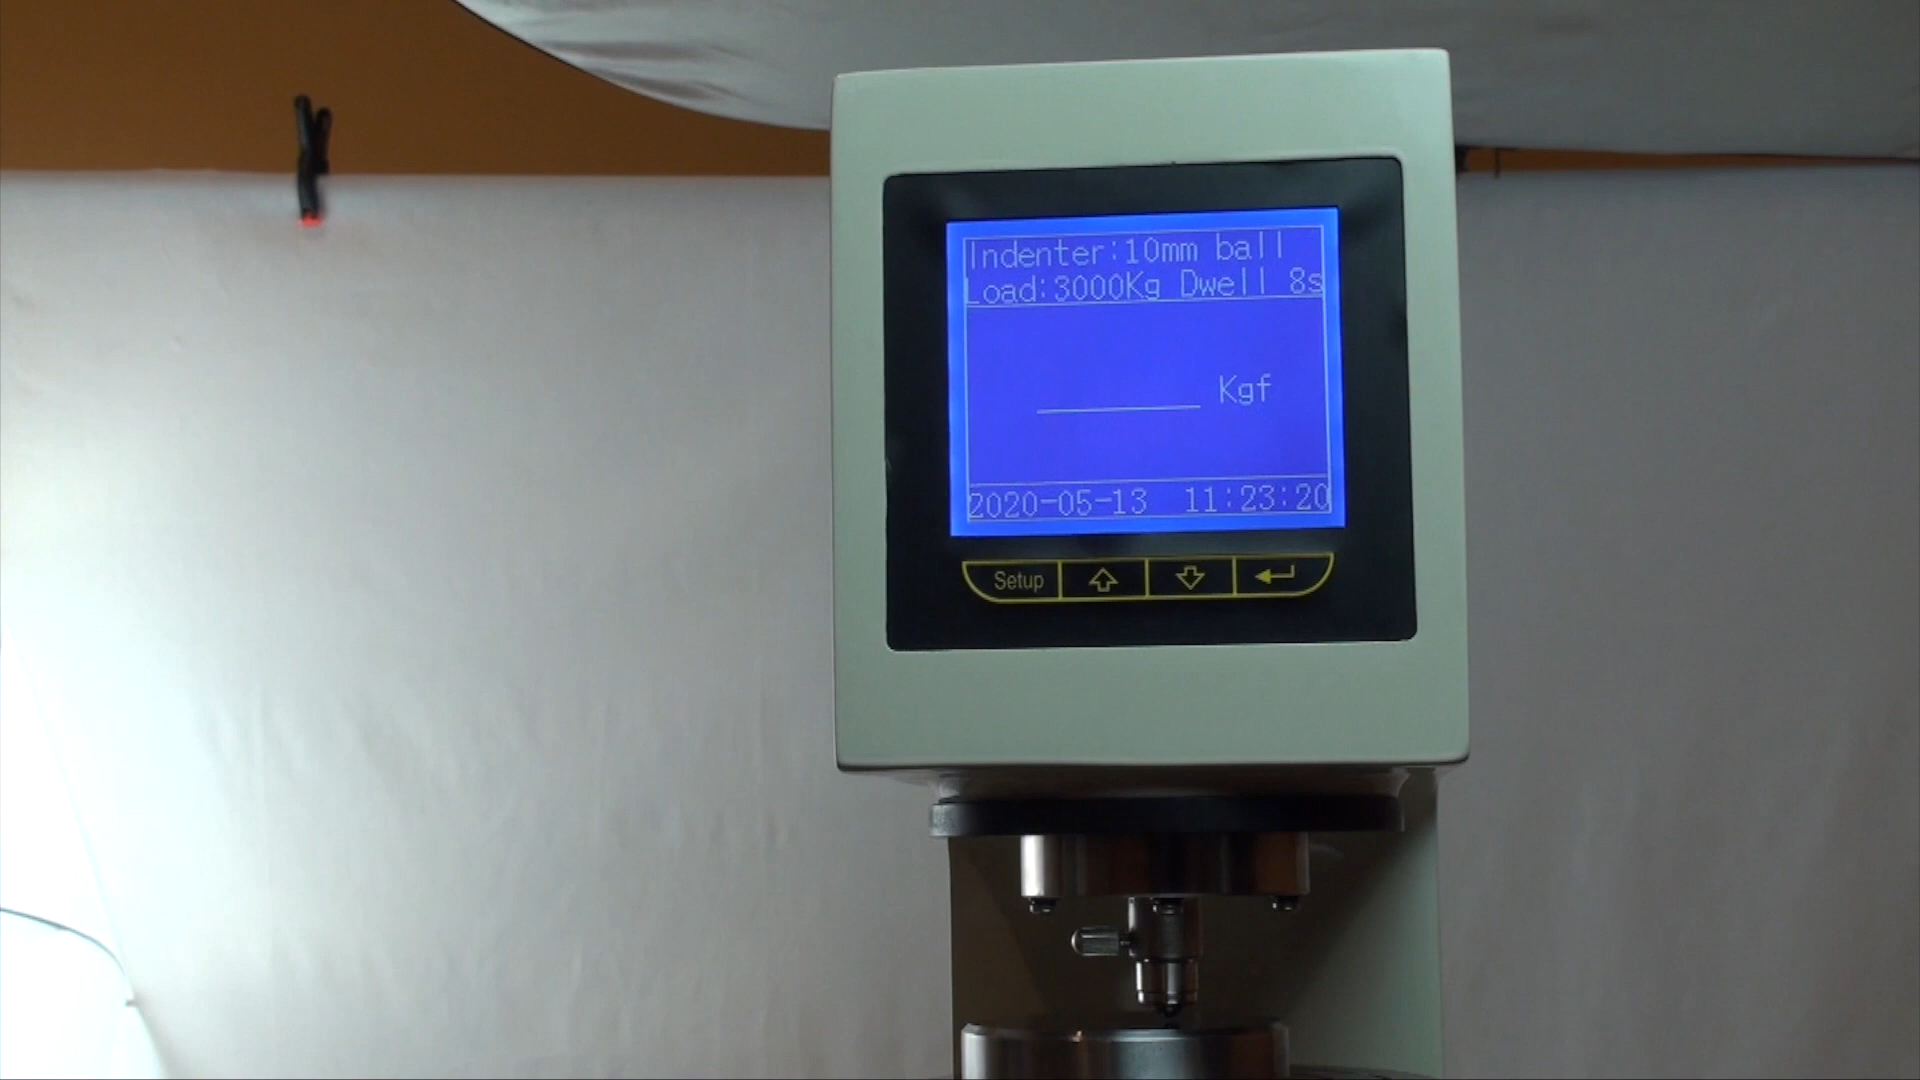 Indenter:10mm ball
Load:3000Kg Dwell 8s
Kgf
2020-05-13 11:23:20
Setup